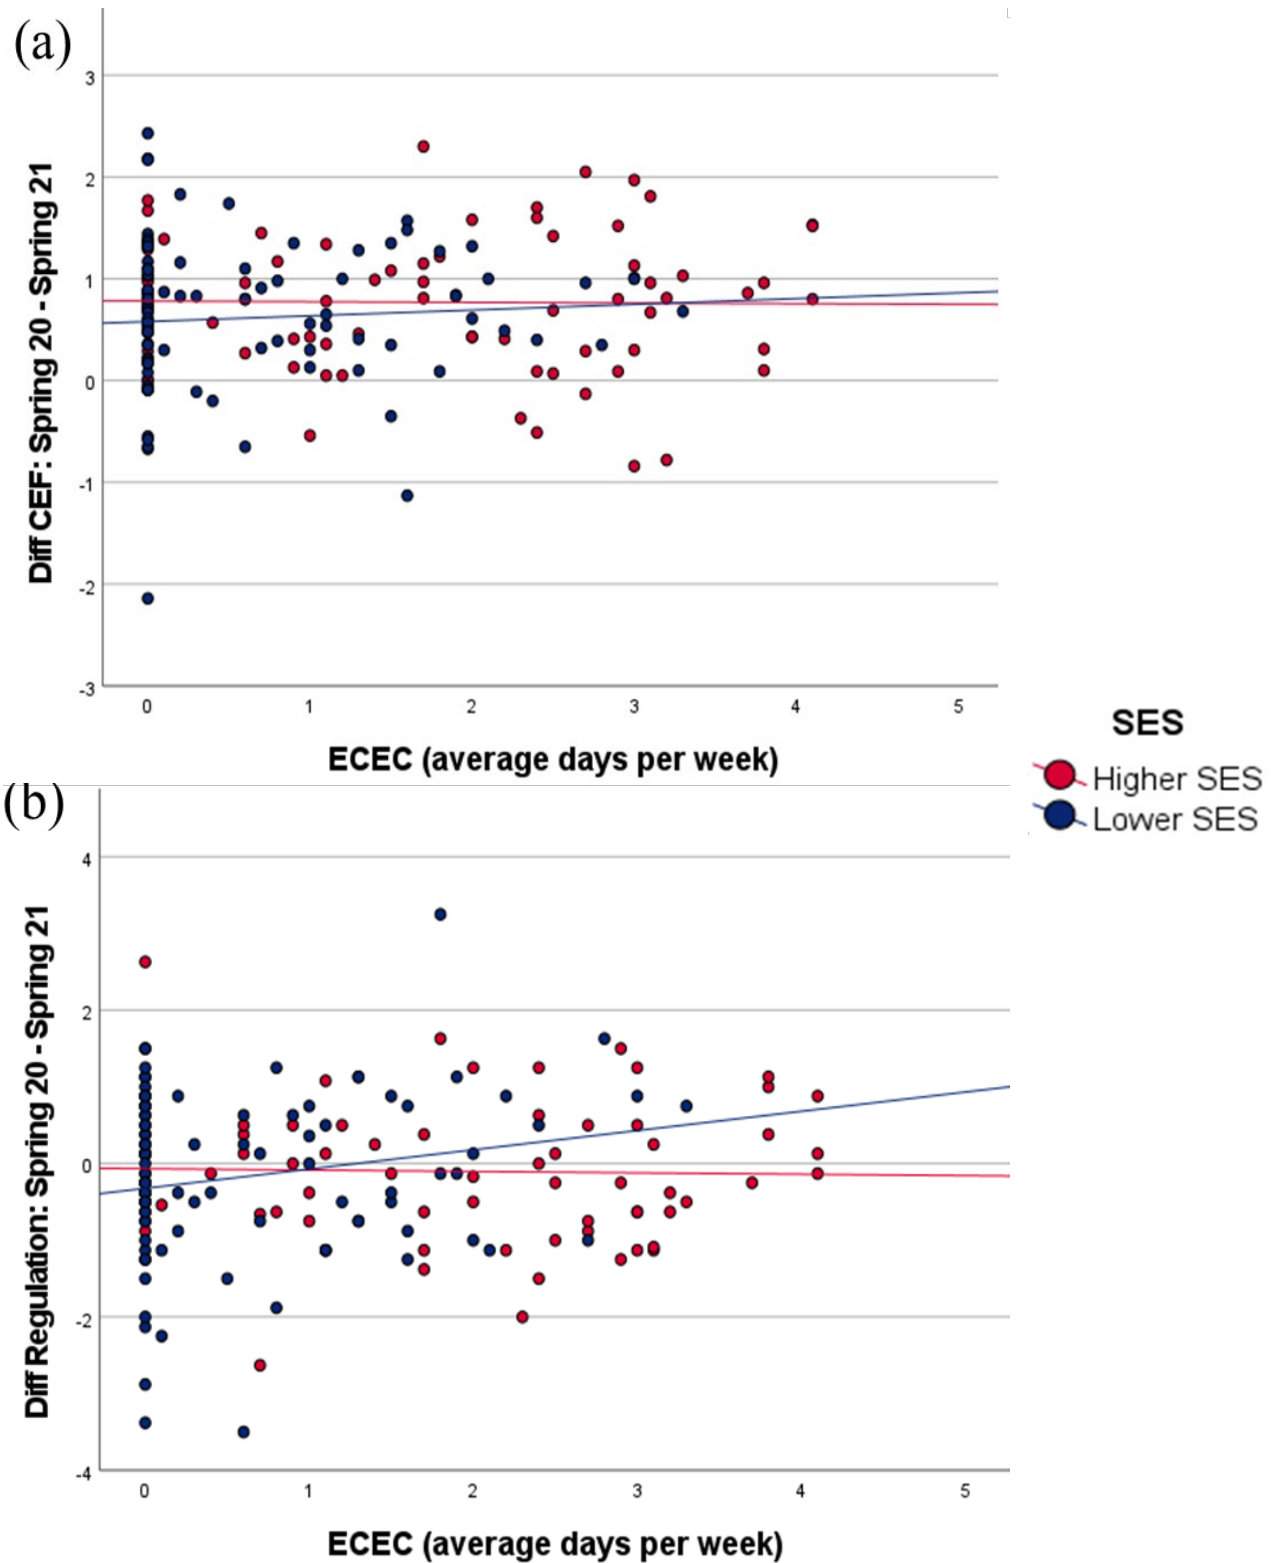 (a)
Diff CEF: Spring 20 - Spring 21
3
2
1
0
-1
-2
-3
0 1 2 3 4 5
ECEC (average days per week)
SES
Higher SES
Lower SES
(b)
Diff Regulation: Spring 20 - Spring 21
4
2
0
-2
-4
0 1 2 3 4 5
ECEC (average days per week)